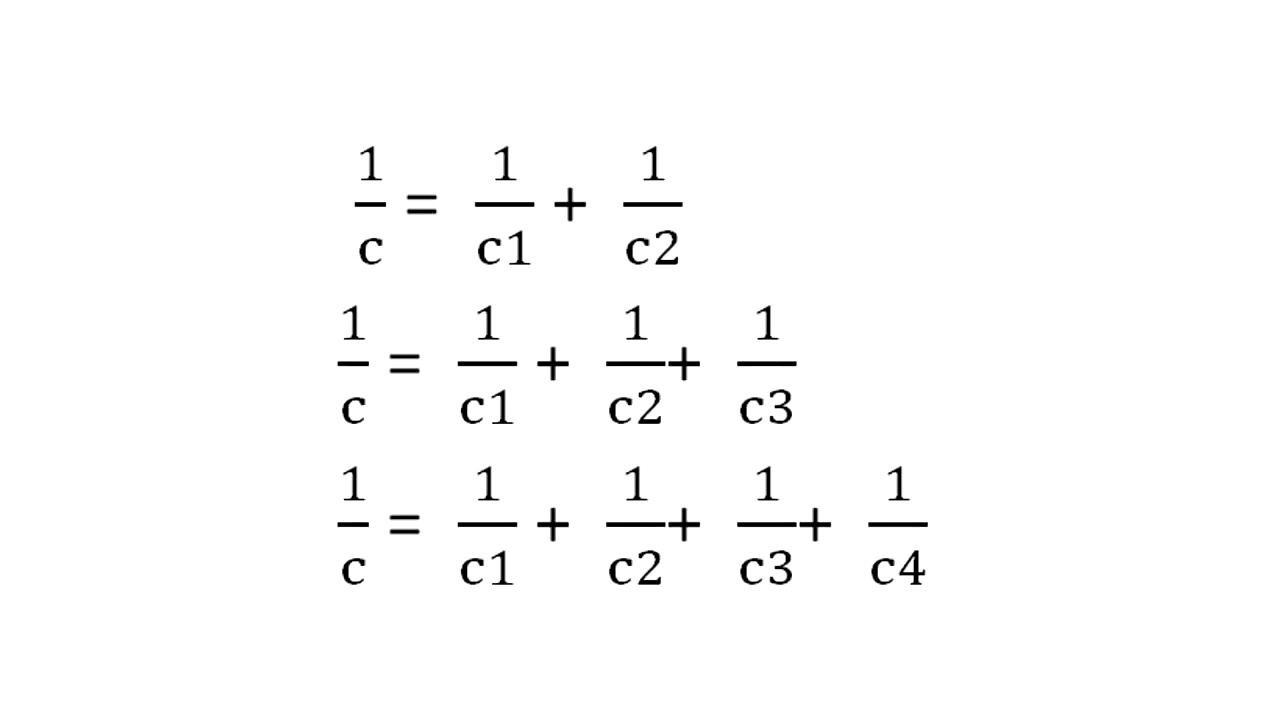 1/c = 1/c1 + 1/c2
1/c = 1/c1 + 1/c2 + 1/c3
1/c = 1/c1 + 1/c2 + 1/c3 + 1/c4